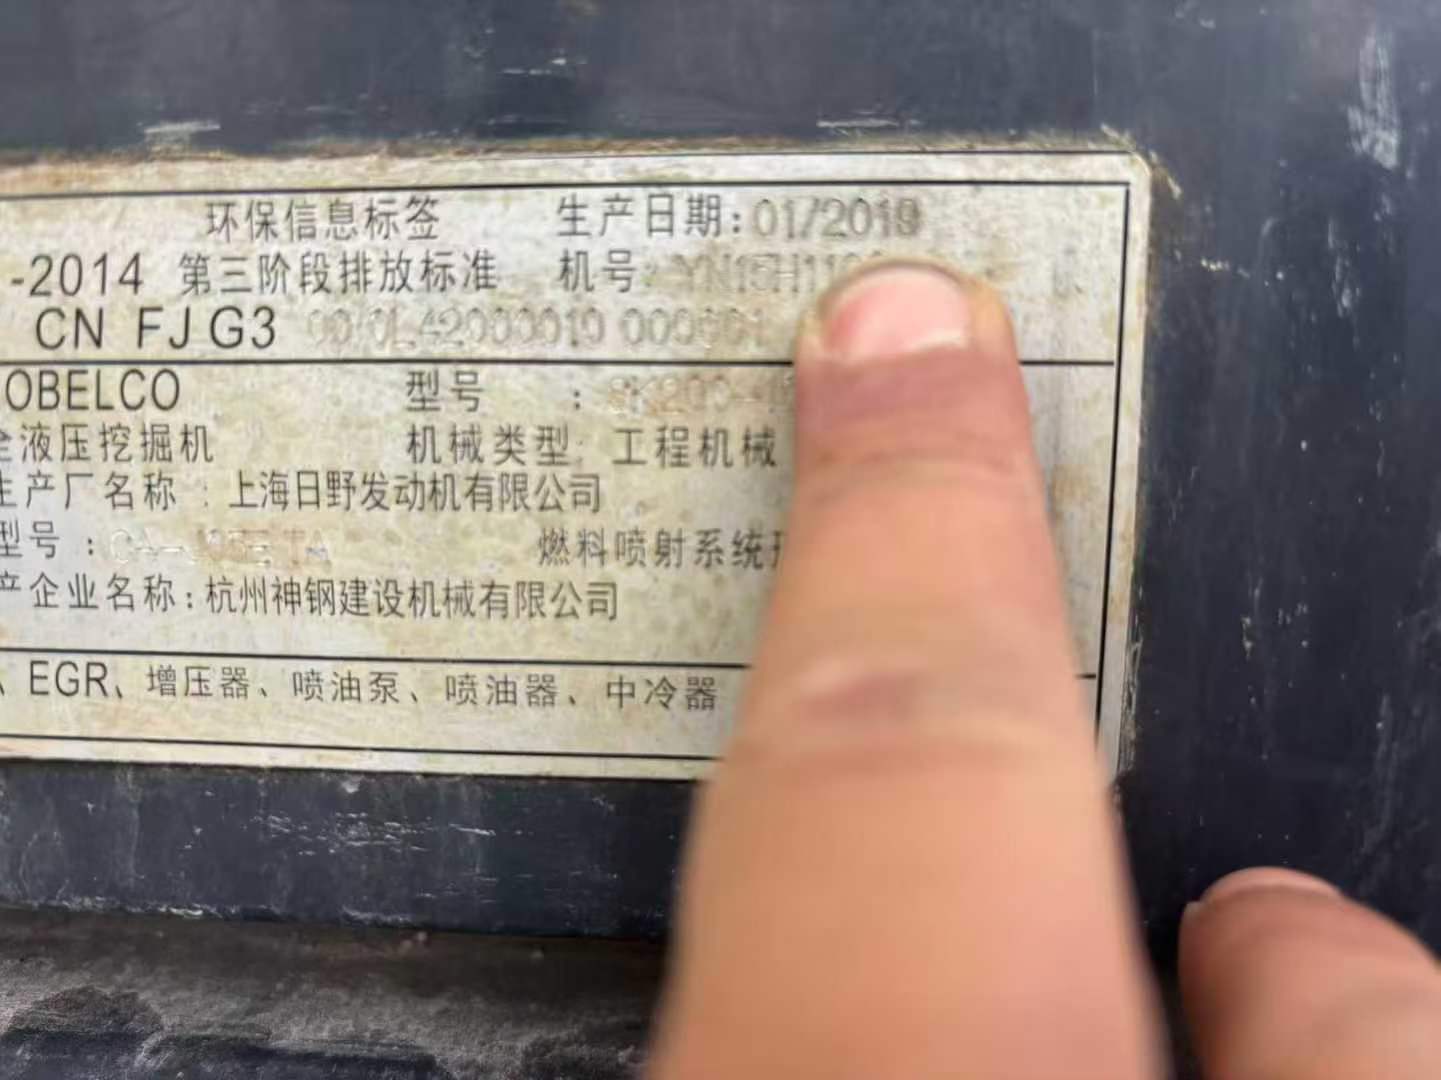 环保信息标签 生产日期:01/2019
-2014 第三阶段排放标准 机号:
CN FJ G3
OBELCO 型号 :
全液压挖掘机 机械类型: 工程机械
生产厂名称 : 上海日野发动机有限公司
型号 : 燃料喷射系统
产企业名称: 杭州神钢建设机械有限公司
、EGR、增压器、喷油泵、喷油器、中冷器